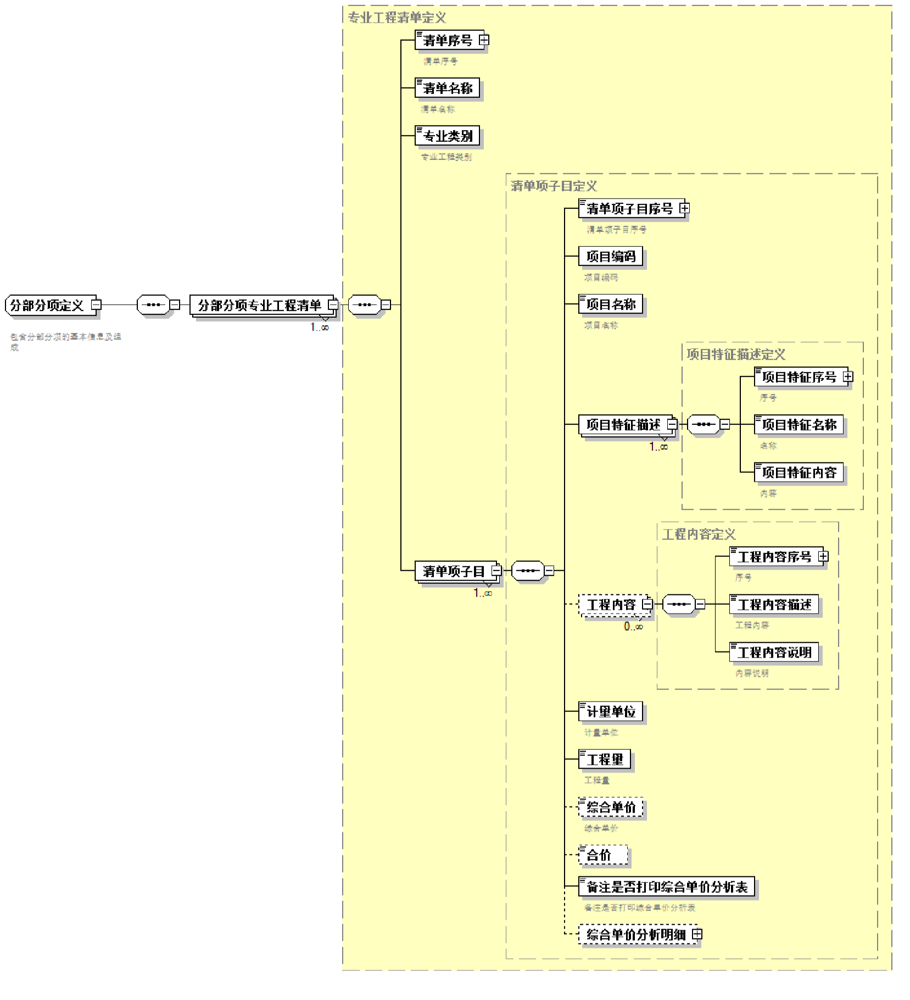 专业工程清单定义
清单序号
清单序号
清单名称
清单名称
专业类别
专业工程类别
清单项子目定义
清单项子目序号
清单项子目序号
项目编码
项目编码
项目名称
项目名称
分部分项定义
分部分项专业工程清单
1..∞
包含分部分项的基本信息及组
成
项目特征描述定义
项目特征序号
序号
项目特征描述
1..∞
项目特征名称
名称
项目特征内容
内容
工程内容定义
工程内容序号
序号
清单项子目
1..∞
工程内容
0..∞
工程内容描述
工程内容
工程内容说明
内容说明
计量单位
计量单位
工程量
工程量
综合单价
综合单价
合价
备注是否打印综合单价分析表
备注是否打印综合单价分析表
综合单价分析明细